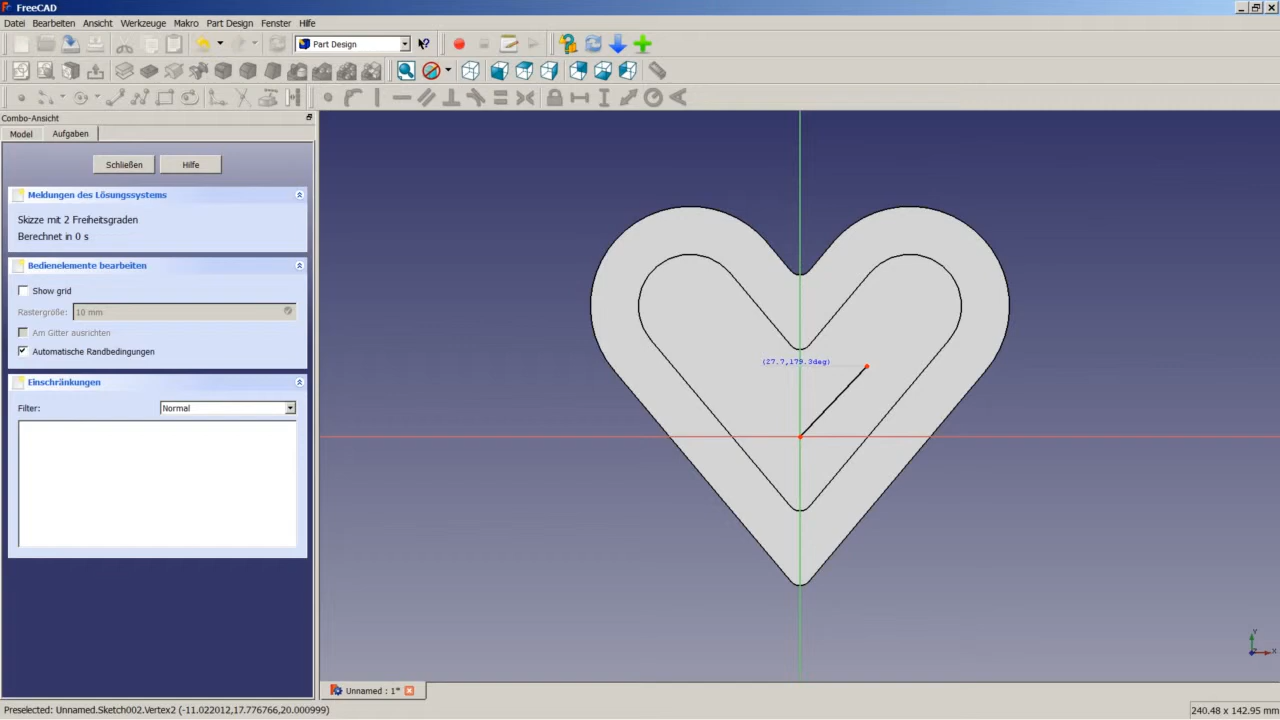 FreeCAD
Datei Bearbeiten Ansicht Werkzeuge Makro Part Design Fenster Hilfe
Part Design
Combo-Ansicht
Model Aufgaben
Schließen Hilfe
Meldungen des Lösungssystems
Skizze mit 2 Freiheitsgraden
Berechnet in 0 s
Bedienelemente bearbeiten
Show grid
Rastergröße: 10 mm
Am Gitter ausrichten
Automatische Randbedingungen
Einschränkungen
Filter: Normal
(27.7,179.3deg)
Y
Z X
Unnamed : 1*
Preselected: Unnamed.Sketch002.Vertex2 (-11.022012,17.776766,20.000999)
240.48 x 142.95 mm